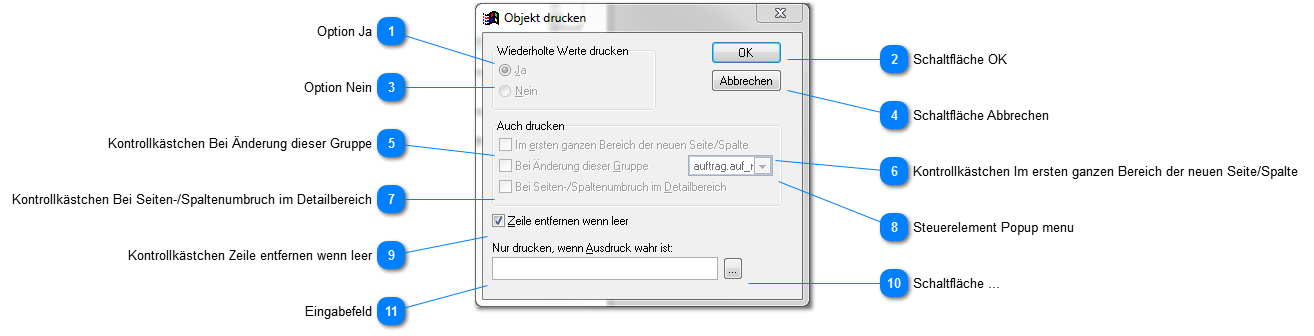 Objekt drucken
Option Ja
1
Wiederholte Werte drucken
OK
2
Schaltfläche OK
Ja
Abbrechen
Option Nein
3
Nein
4
Schaltfläche Abbrechen
Auch drucken
Kontrollkästchen Bei Änderung dieser Gruppe
5
Im ersten ganzen Bereich der neuen Seite/Spalte
Bei Änderung dieser Gruppe
auftrag.auf_r
6
Kontrollkästchen Im ersten ganzen Bereich der neuen Seite/Spalte
Kontrollkästchen Bei Seiten-/Spaltenumbruch im Detailbereich
7
Bei Seiten-/Spaltenumbruch im Detailbereich
Zeile entfernen wenn leer
8
Steuerelement Popup menu
Kontrollkästchen Zeile entfernen wenn leer
9
Nur drucken, wenn Ausdruck wahr ist:
...
10
Schaltfläche ...
Eingabefeld
11